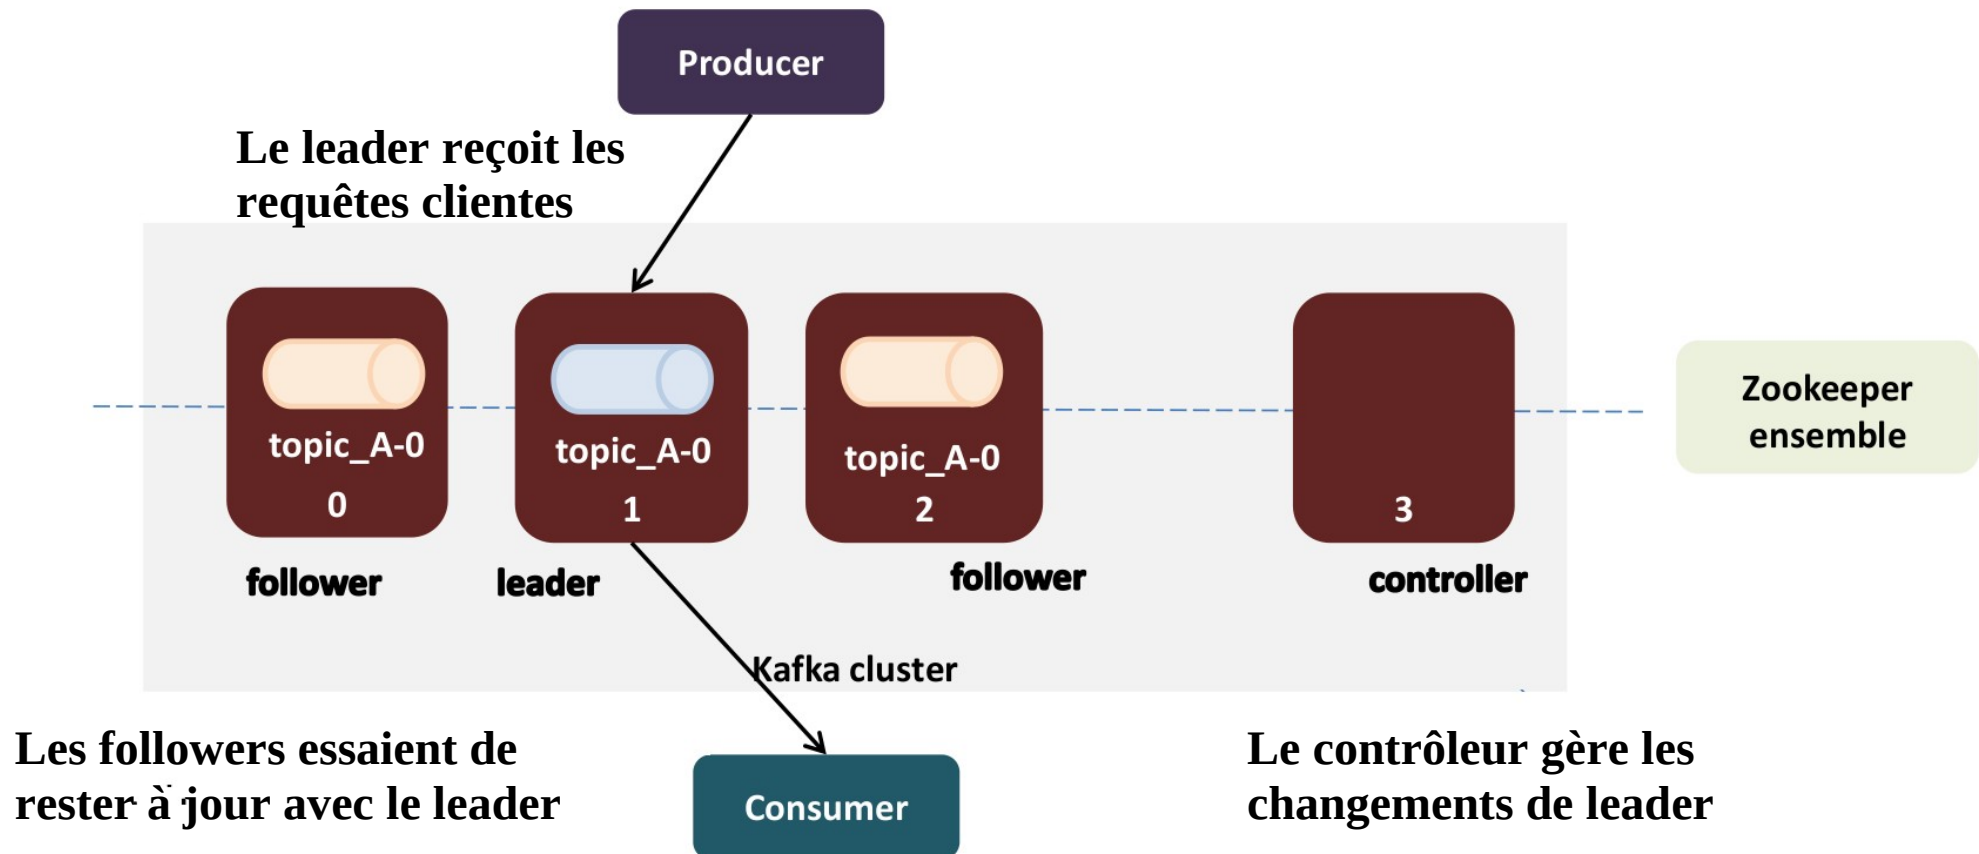 Producer
Le leader reçoit les
requêtes clientes
topic_A-0
0
topic_A-0
1
topic_A-0
2
3
Zookeeper
ensemble
follower
leader
follower
controller
Kafka cluster
Les followers essaient de
rester à jour avec le leader
Consumer
Le contrôleur gère les
changements de leader